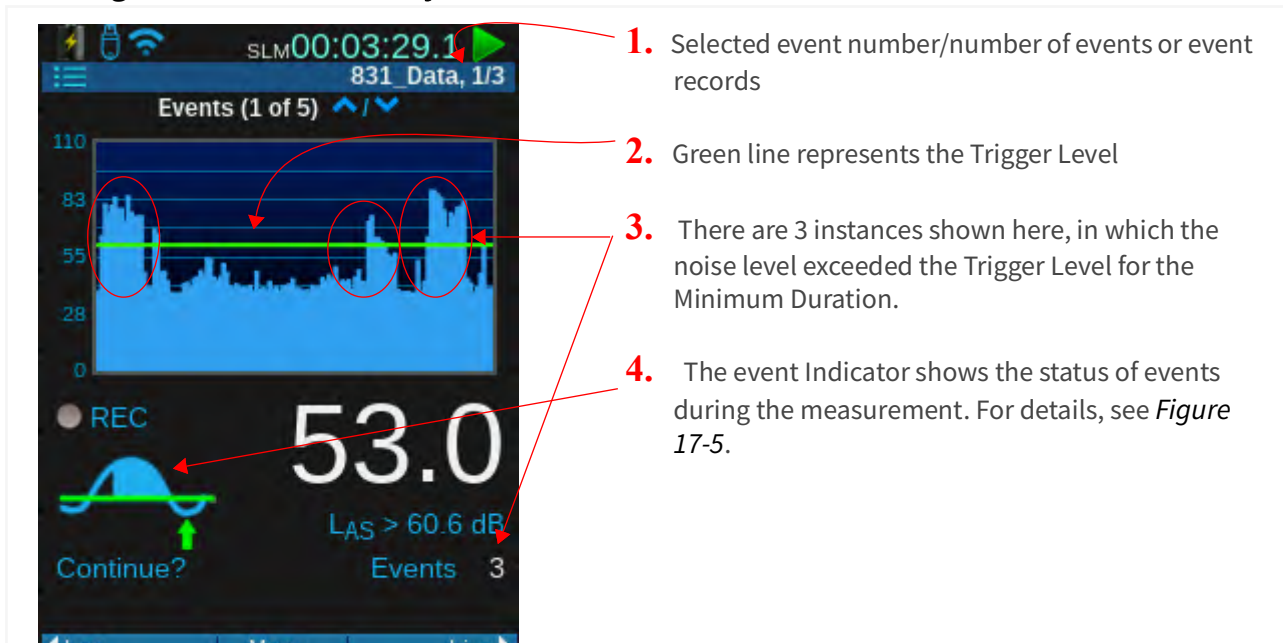 SLM00:03:29.1
831_Data, 1/3
Events (1 of 5) /
110
83
55
28
0
REC
53.0
LAS > 60.6 dB
Continue?
Events 3
1. Selected event number/number of events or event
records
2. Green line represents the Trigger Level
3. There are 3 instances shown here, in which the
noise level exceeded the Trigger Level for the
Minimum Duration.
4. The event Indicator shows the status of events
during the measurement. For details, see Figure
17-5.